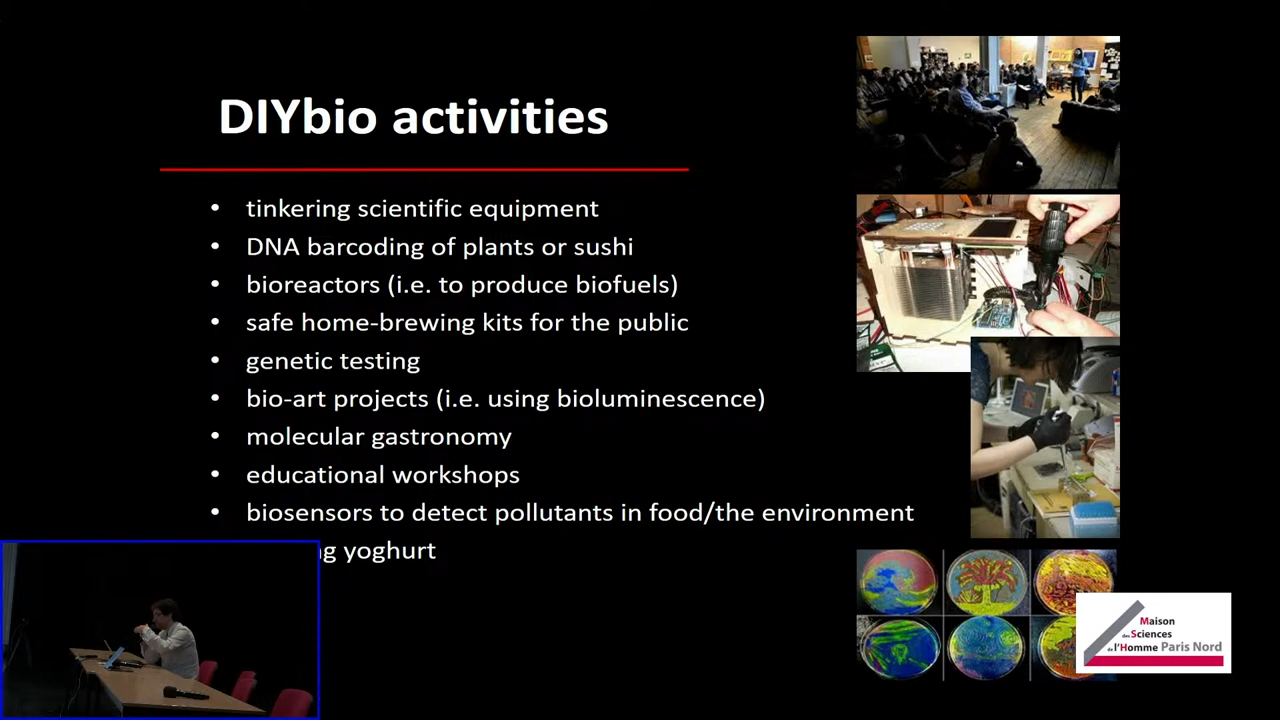 DIYbio activities
• tinkering scientific equipment
• DNA barcoding of plants or sushi
• bioreactors (i.e. to produce biofuels)
• safe home-brewing kits for the public
• genetic testing
• bio-art projects (i.e. using bioluminescence)
• molecular gastronomy
• educational workshops
• biosensors to detect pollutants in food/the environment
yoghurt
Maison
des Sciences
de l'Homme Paris Nord